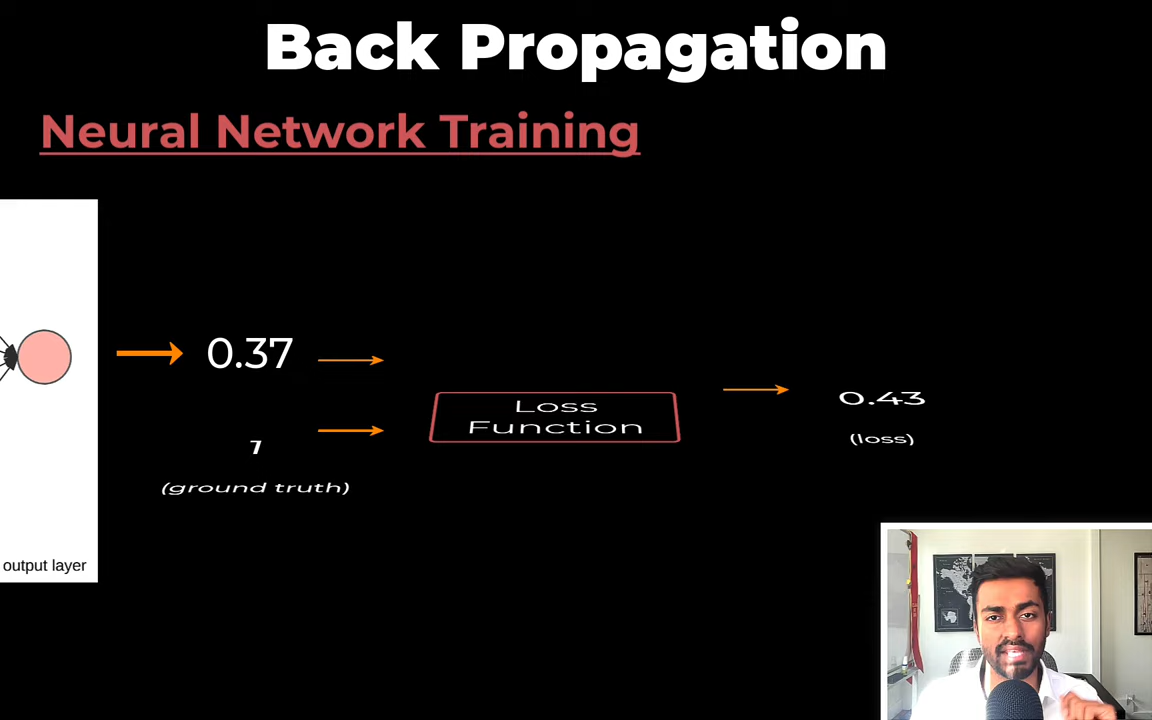 Back Propagation
Neural Network Training
0.37
1
(ground truth)
Loss
Function
0.43
(loss)
output layer